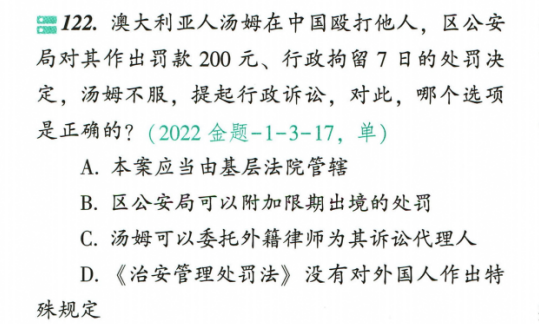 122. 澳大利亚人汤姆在中国殴打他人，区公安
局对其作出罚款 200 元、行政拘留 7 日的处罚决
定，汤姆不服，提起行政诉讼，对此，哪个选项
是正确的？（2022 金题-1-3-17，单）
A. 本案应当由基层法院管辖
B. 区公安局可以附加限期出境的处罚
C. 汤姆可以委托外籍律师为其诉讼代理人
D. 《治安管理处罚法》没有对外国人作出特
殊规定